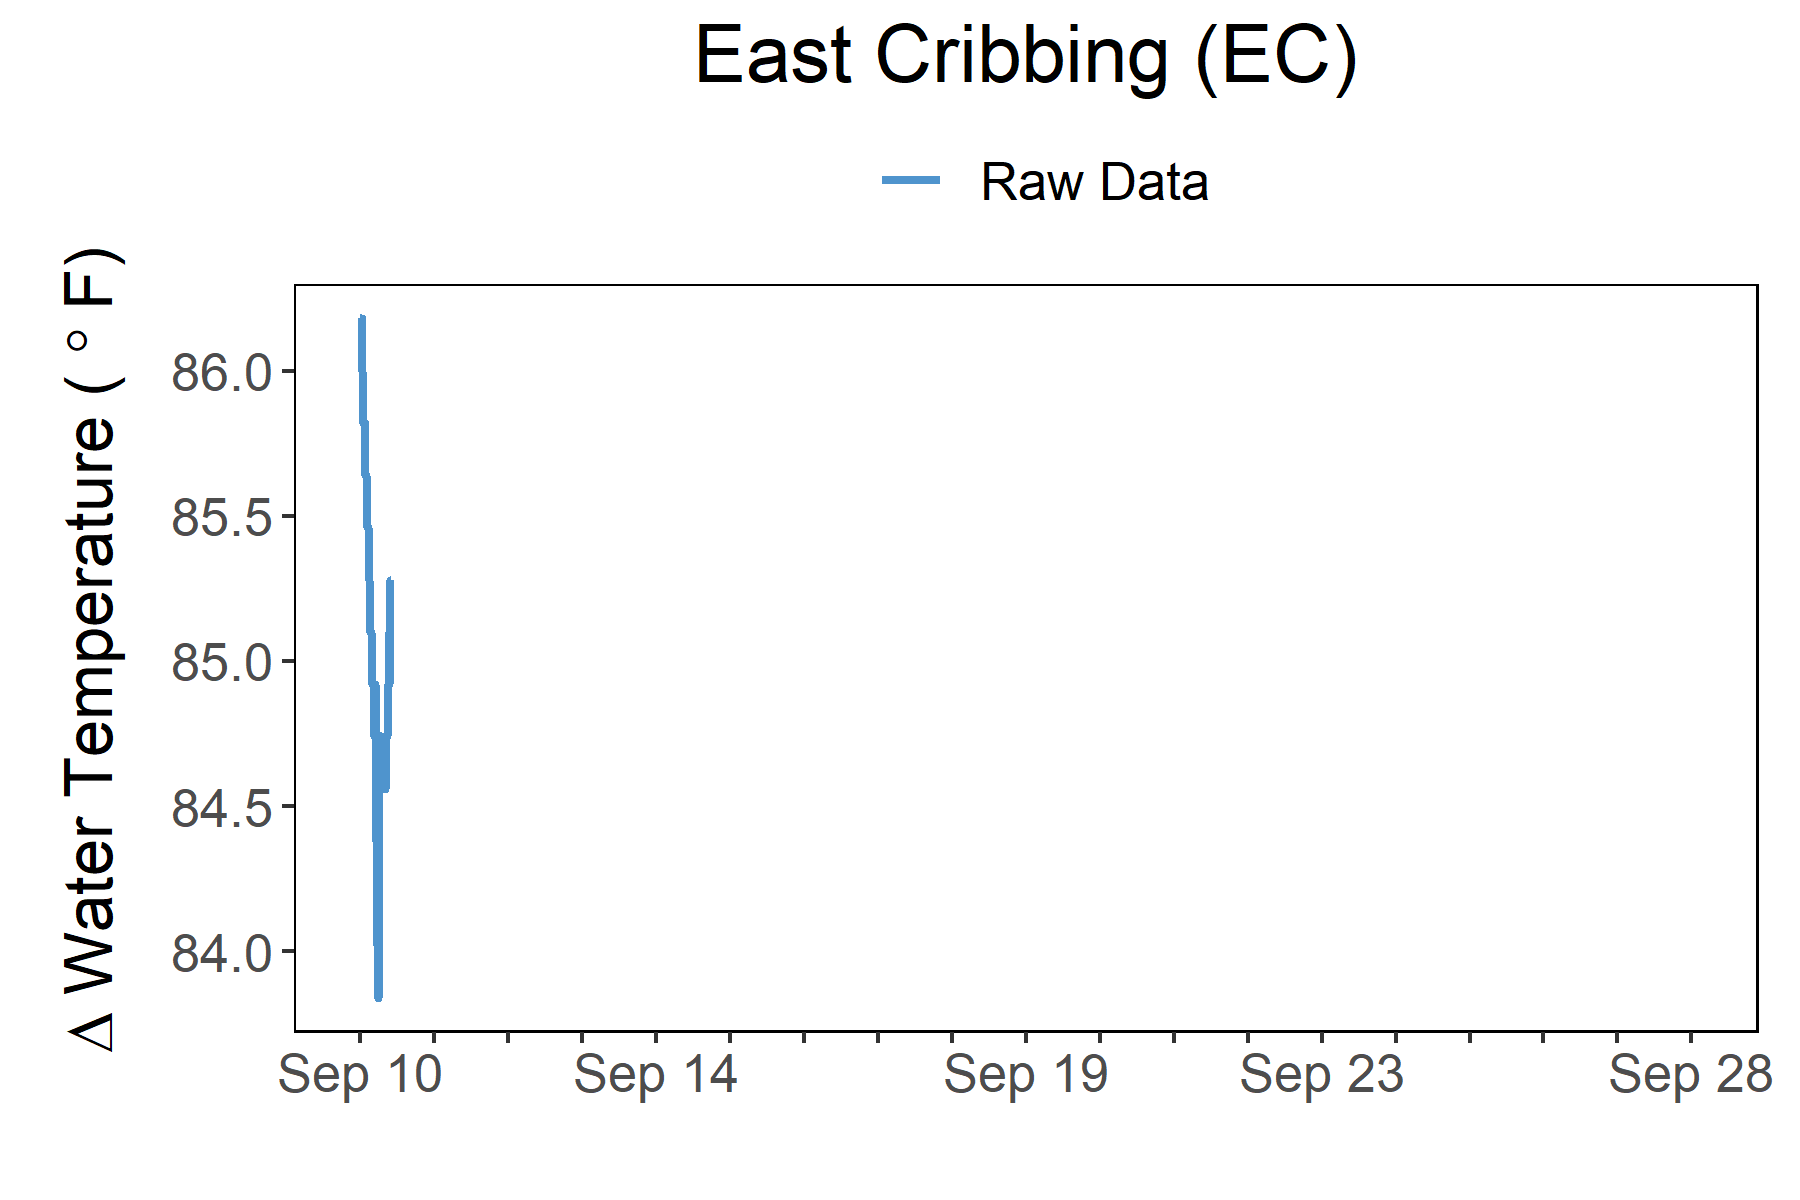 East Cribbing (EC)
Raw Data
Δ Water Temperature ( ° F)
86.0
85.5
85.0
84.5
84.0
Sep 10 Sep 14 Sep 19 Sep 23 Sep 28